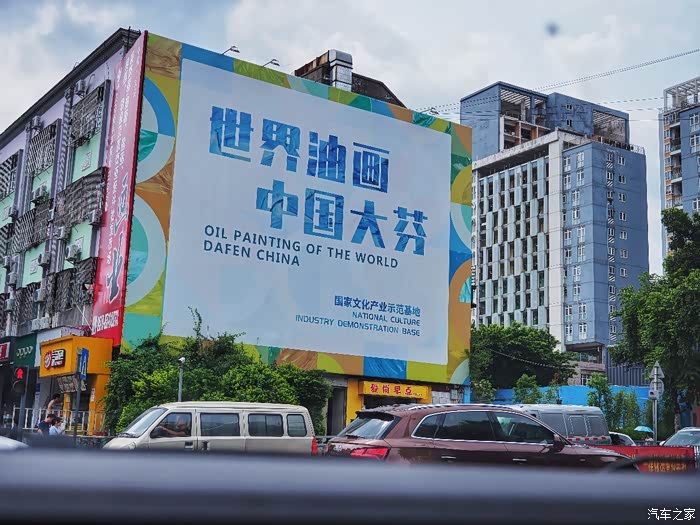 世界油画
中国大芬
OIL PAINTING OF THE WORLD
DAFEN CHINA
国家文化产业示范基地
NATIONAL CULTURE
INDUSTRY DEMONSTRATION BASE
汽车之家